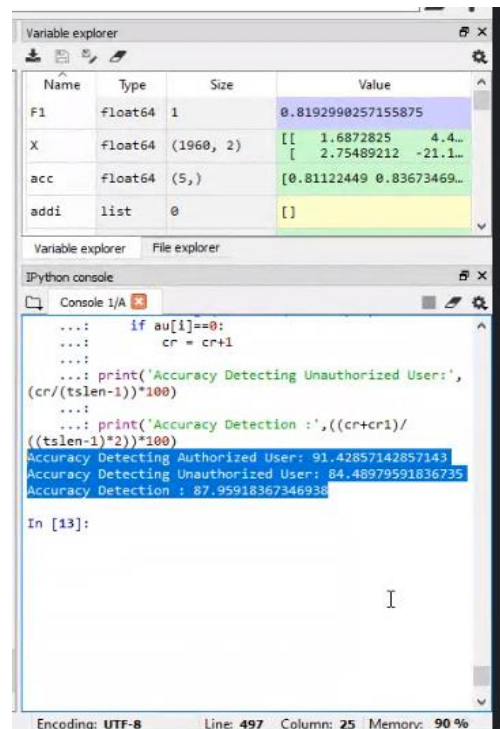 Variable explorer
Name Type Size Value
F1 float64 1 0.8192990257155875
X float64 (1960, 2) [[ 1.6872825 4.4…
[ 2.75489212 -21.1…
acc float64 (5,) [0.81122449 0.83673469…
addi list 0 []
Variable explorer File explorer
IPython console
Console 1/A
...: if au[i]==0:
...: cr = cr+1
...:
...: print('Accuracy Detecting Unauthorized User:',
(cr/(tslen-1))*100)
...:
...: print('Accuracy Detection :',((cr+cr1)/
((tslen-1)*2))*100)
Accuracy Detecting Authorized User: 91.42857142857143
Accuracy Detecting Unauthorized User: 84.48979591836735
Accuracy Detection : 87.95918367346938
In [13]:
Encoding: UTF-8 Line: 497 Column: 25 Memory: 90 %